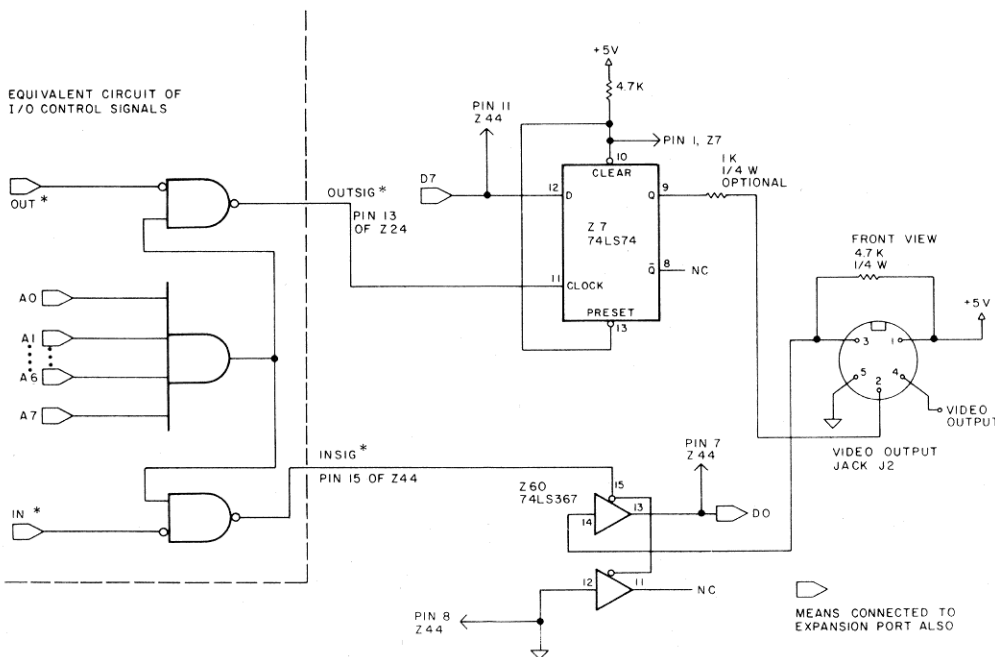 EQUIVALENT CIRCUIT OF
I/O CONTROL SIGNALS
OUT*
A0
A1
A6
A7
IN*
OUTSIG*
PIN 13
OF Z24
INSIG*
PIN 15 OF Z44
D7
PIN 11
Z44
+5V
4.7K
PIN 1, Z7
10
CLEAR
12
D
Q
9
Z7
74LS74
Q̄
8
NC
11
CLOCK
PRESET
13
1K
1/4 W
OPTIONAL
FRONT VIEW
4.7K
1/4 W
+5V
3
1
5
4
2
VIDEO
OUTPUT
VIDEO OUTPUT
JACK J2
PIN 7
Z44
Z60
74LS367
15
14
13
D0
12
11
NC
PIN 8
Z44
MEANS CONNECTED TO
EXPANSION PORT ALSO